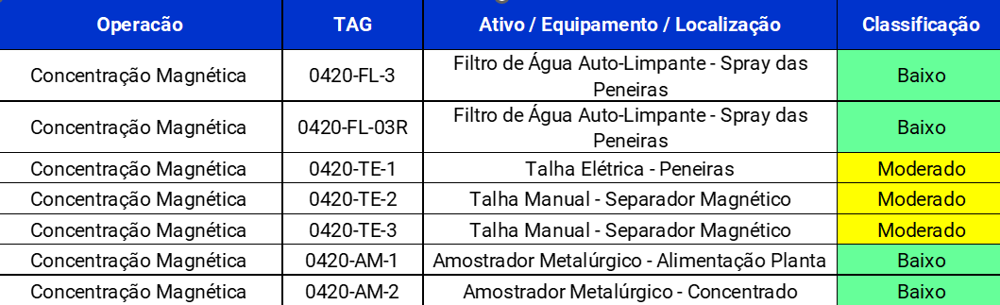 Operacão TAG Ativo / Equipamento / Localização Classificação
Concentração Magnética 0420-FL-3 Filtro de Água Auto-Limpante - Spray das Peneiras Baixo
Concentração Magnética 0420-FL-03R Filtro de Água Auto-Limpante - Spray das Peneiras Baixo
Concentração Magnética 0420-TE-1 Talha Elétrica - Peneiras Moderado
Concentração Magnética 0420-TE-2 Talha Manual - Separador Magnético Moderado
Concentração Magnética 0420-TE-3 Talha Manual - Separador Magnético Moderado
Concentração Magnética 0420-AM-1 Amostrador Metalúrgico - Alimentação Planta Baixo
Concentração Magnética 0420-AM-2 Amostrador Metalúrgico - Concentrado Baixo